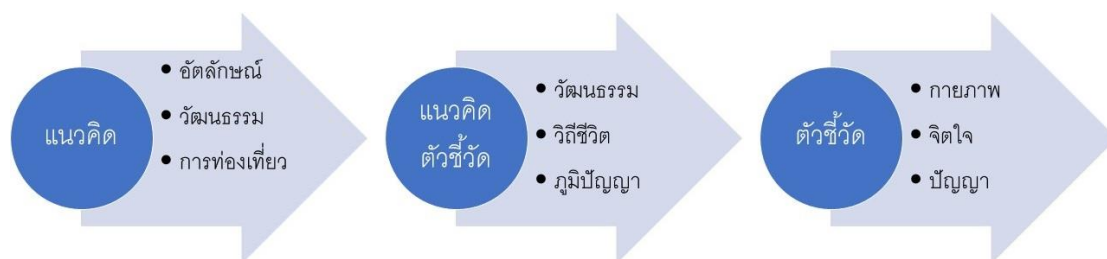 แนวคิด
• อัตลักษณ์
• วัฒนธรรม
• การท่องเที่ยว
แนวคิด
ตัวชี้วัด
• วัฒนธรรม
• วิถีชีวิต
• ภูมิปัญญา
ตัวชี้วัด
• กายภาพ
• จิตใจ
• ปัญญา